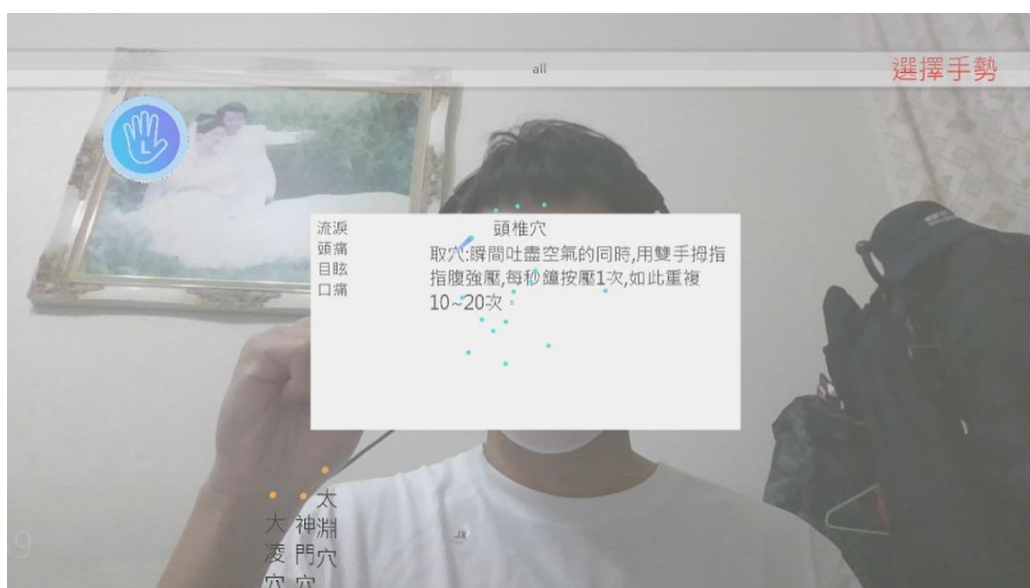 all
選擇手勢
L
流淚
頭痛
目眩
口痛
頭椎穴
取穴:瞬間吐盡空氣的同時,用雙手拇指
指腹強壓,每秒鐘按壓1次,如此重複
10~20次。
太淵穴
神門穴
大凌穴